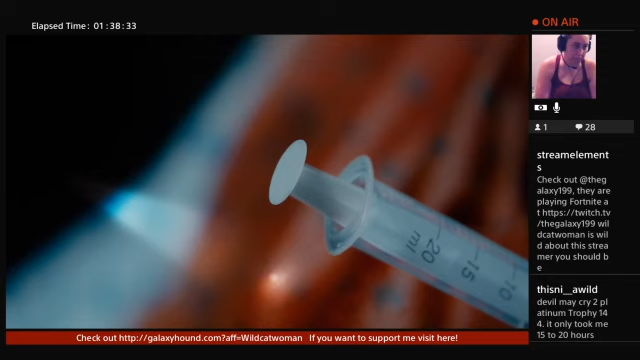 Elapsed Time: 01:38:33
ON AIR
1 28
streamelement
s
Check out @theg
alaxy199, they are
playing Fortnite a
t https://twitch.tv
/thegalaxy199 wil
dcatwoman is wil
d about this strea
mer you should b
e
thisni__awild
devil may cry 2 pl
atinum Trophy 14
4. it only took me
15 to 20 hours
ml
20
15
10
Check out http://galaxyhound.com?aff=Wildcatwoman If you want to support me visit here!